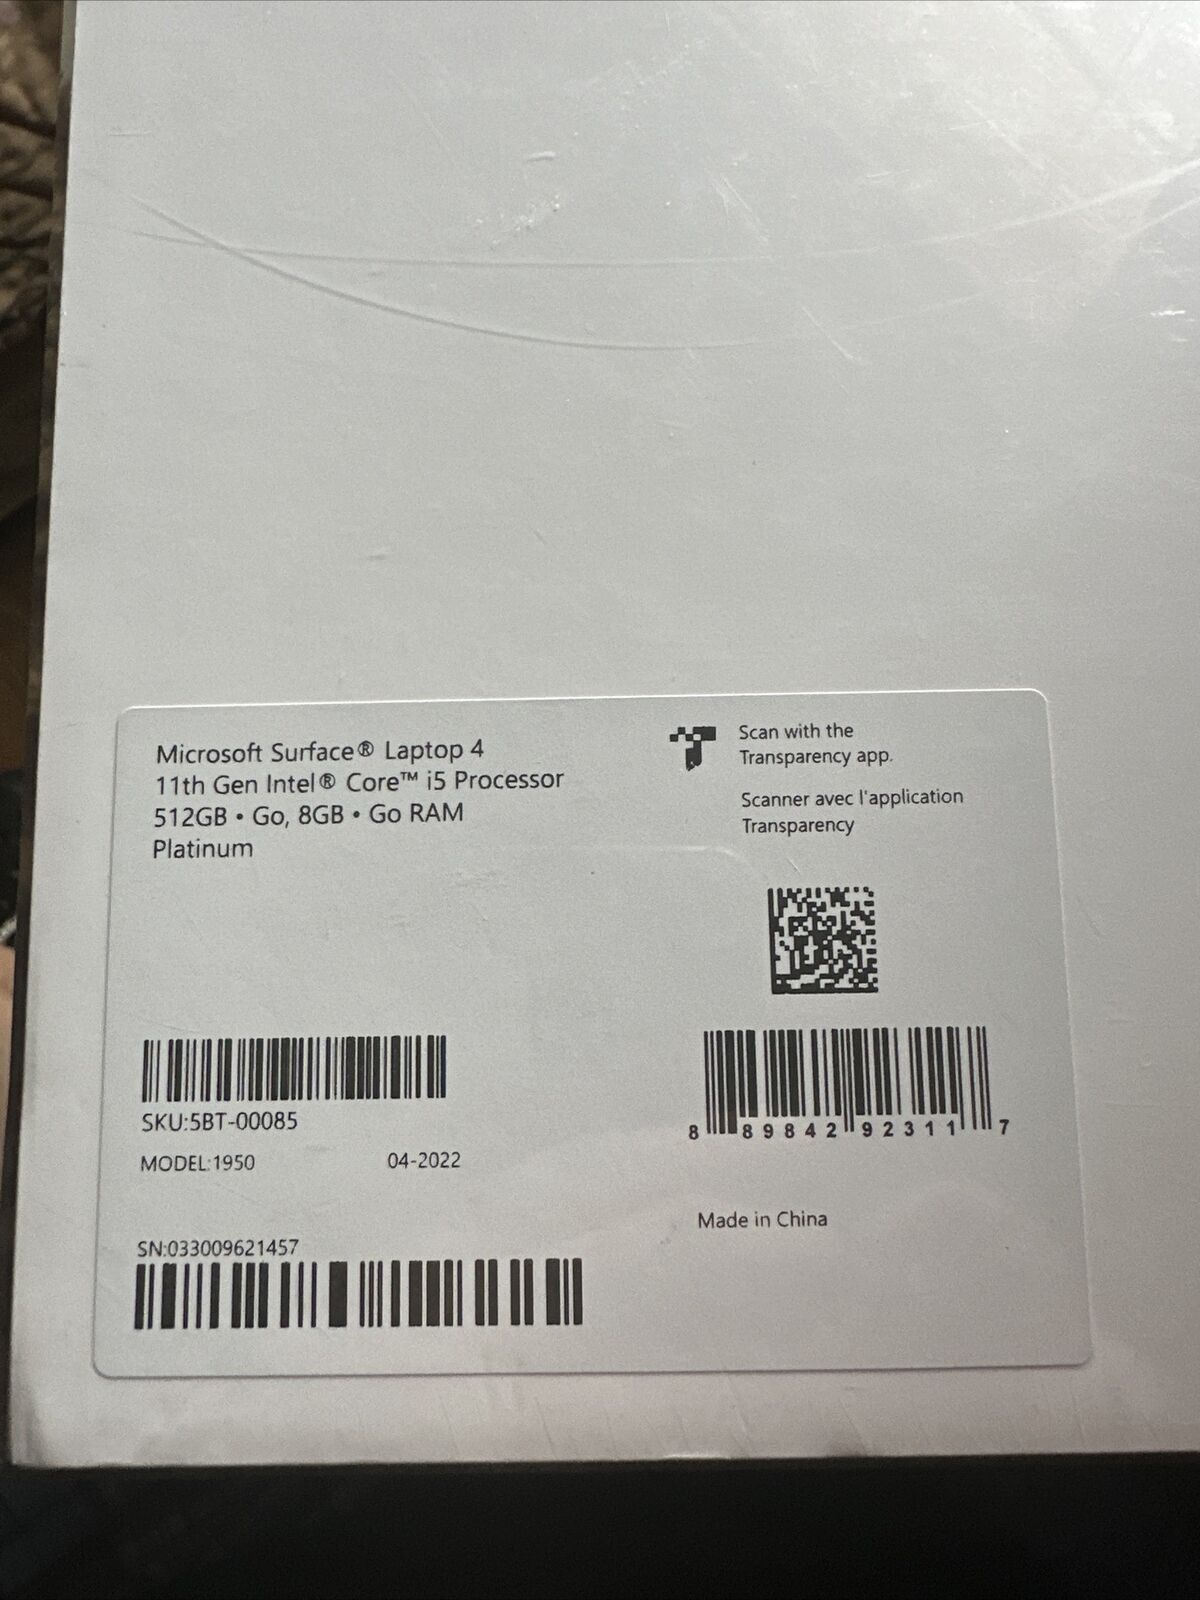 Microsoft Surface® Laptop 4
11th Gen Intel® Core™ i5 Processor
512GB • Go, 8GB • Go RAM
Platinum
Scan with the
Transparency app.
Scanner avec l'application
Transparency
SKU:5BT-00085
MODEL:1950 04-2022
SN:033009621457
8 89842 92311 7
Made in China